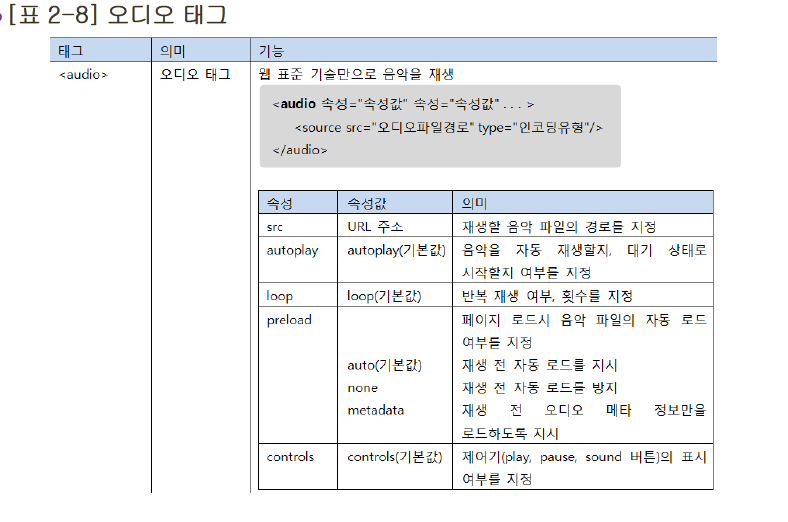 [표 2-8] 오디오 태그
태그 의미 기능
<audio> 오디오 태그 웹 표준 기술만으로 음악을 재생
<audio 속성="속성값" 속성="속성값" . . . >
<source src="오디오파일경로" type="인코딩유형"/>
</audio>
속성 속성값 의미
src URL 주소 재생할 음악 파일의 경로를 지정
autoplay autoplay(기본값) 음악을 자동 재생할지, 대기 상태로
시작할지 여부를 지정
loop loop(기본값) 반복 재생 여부, 횟수를 지정
preload 페이지 로드시 음악 파일의 자동 로드
여부를 지정
auto(기본값) 재생 전 자동 로드를 지시
none 재생 전 자동 로드를 방지
metadata 재생 전 오디오 메타 정보만을
로드하도록 지시
controls controls(기본값) 제어기(play, pause, sound 버튼)의 표시
여부를 지정